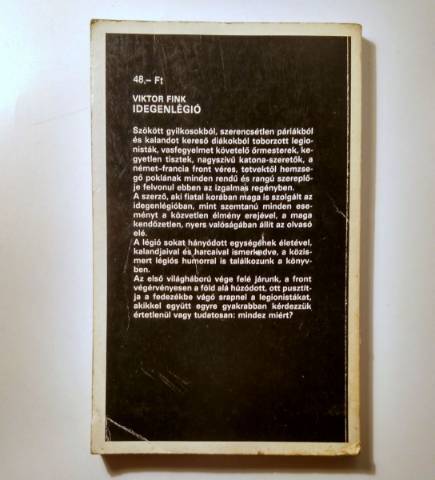 48,– Ft
VIKTOR FINK
IDEGENLÉGIÓ
Szökött gyilkosokból, szerencsétlen páriákból
és kalandot kereső diákokból toborzott legio-
nisták, vasfegyelmet követelő őrmesterek, ke-
gyetlen tisztek, nagyszívű katona-szeretők, a
német–francia front véres, tetvektől hemzse-
gő poklának minden rendű és rangú szereplő-
je felvonul ebben az izgalmas regényben.
A szerző, aki fiatal korában maga is szolgált az
idegenlégióban, mint szemtanú minden ese-
ményt a közvetlen élmény erejével, a maga
kendőzetlen, nyers valóságában állít az olvasó
elé.
A légió sokat hányódott egységének életével,
kalandjaival és harcaival ismerkedve, a közis-
mert légiós humorral is találkozunk a könyv-
ben.
Az első világháború vége felé járunk, a front
végérvényesen a föld alá húzódott, ott pusztít-
ja a fedezékbe vágó srapnel a legionistákat,
akikkel együtt egyre gyakrabban kérdezzük
értetlenül vagy tudatosan: mindez miért?